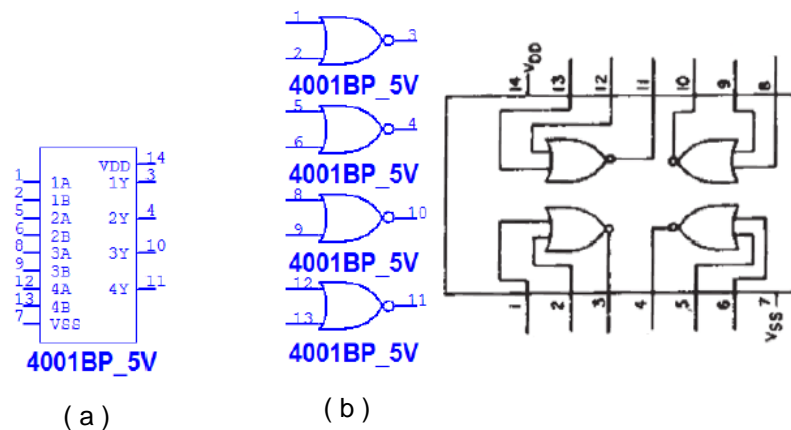 1
2
3
4001BP_5V
5
6
4
4001BP_5V
8
9
10
4001BP_5V
12
13
11
4001BP_5V
VDD 14
1 1A 1Y 3
2 1B
5 2A 2Y 4
6 2B
8 3A 3Y 10
9 3B
12 4A 4Y 11
13 4B
7 VSS
4001BP_5V
( a )
( b )
14 VDD 13 12 11 10 9 8
1 2 3 4 5 6 7 VSS